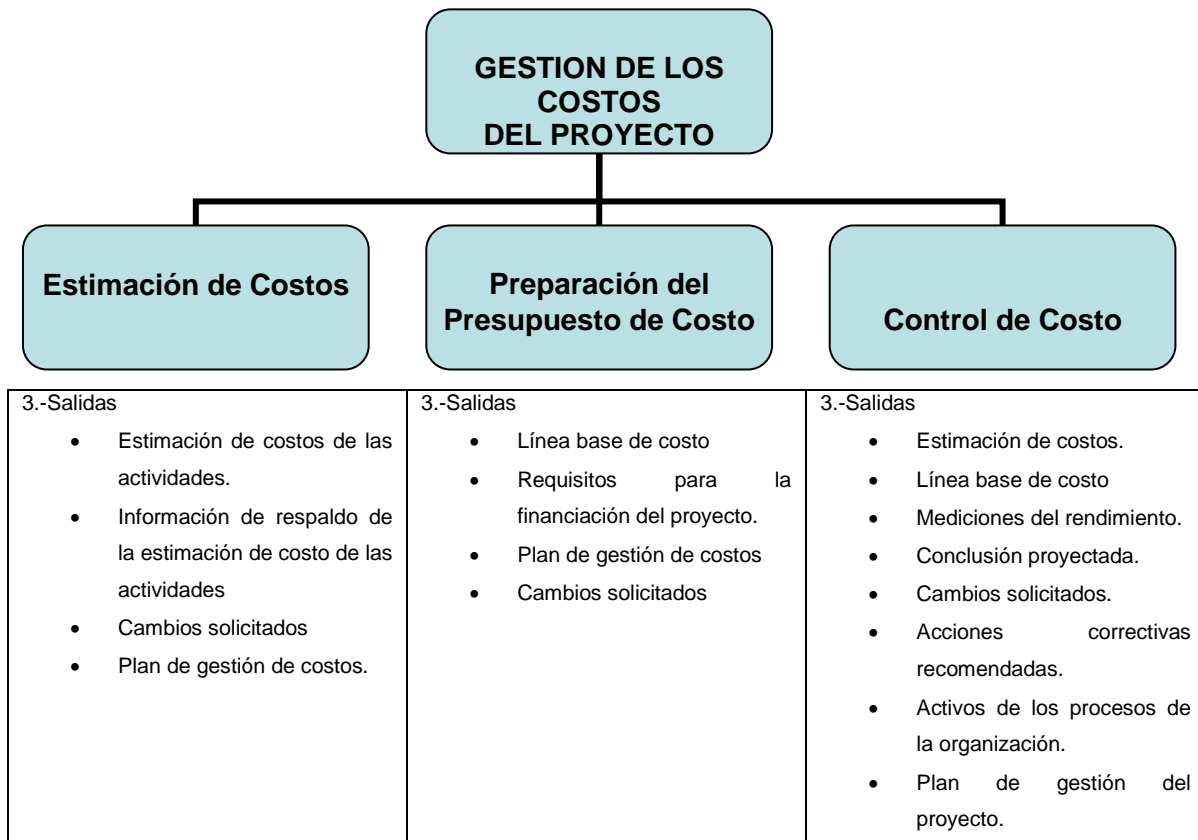 GESTION DE LOS
COSTOS
DEL PROYECTO
Estimación de Costos
Preparación del
Presupuesto de Costo
Control de Costo
3.-Salidas
• Estimación de costos de las
actividades.
• Información de respaldo de
la estimación de costo de las
actividades
• Cambios solicitados
• Plan de gestión de costos.
3.-Salidas
• Línea base de costo
• Requisitos para la
financiación del proyecto.
• Plan de gestión de costos
• Cambios solicitados
3.-Salidas
• Estimación de costos.
• Línea base de costo
• Mediciones del rendimiento.
• Conclusión proyectada.
• Cambios solicitados.
• Acciones correctivas
recomendadas.
• Activos de los procesos de
la organización.
• Plan de gestión del
proyecto.